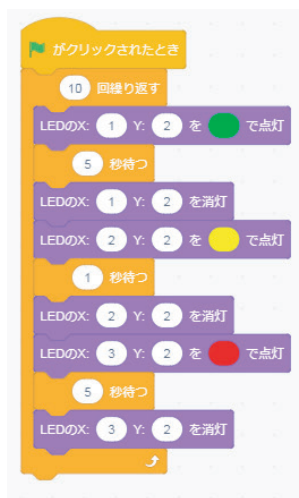 がクリックされたとき
10 回繰り返す
LEDのX: 1 Y: 2 を で点灯
5 秒待つ
LEDのX: 1 Y: 2 を消灯
LEDのX: 2 Y: 2 を で点灯
1 秒待つ
LEDのX: 2 Y: 2 を消灯
LEDのX: 3 Y: 2 を で点灯
5 秒待つ
LEDのX: 3 Y: 2 を消灯